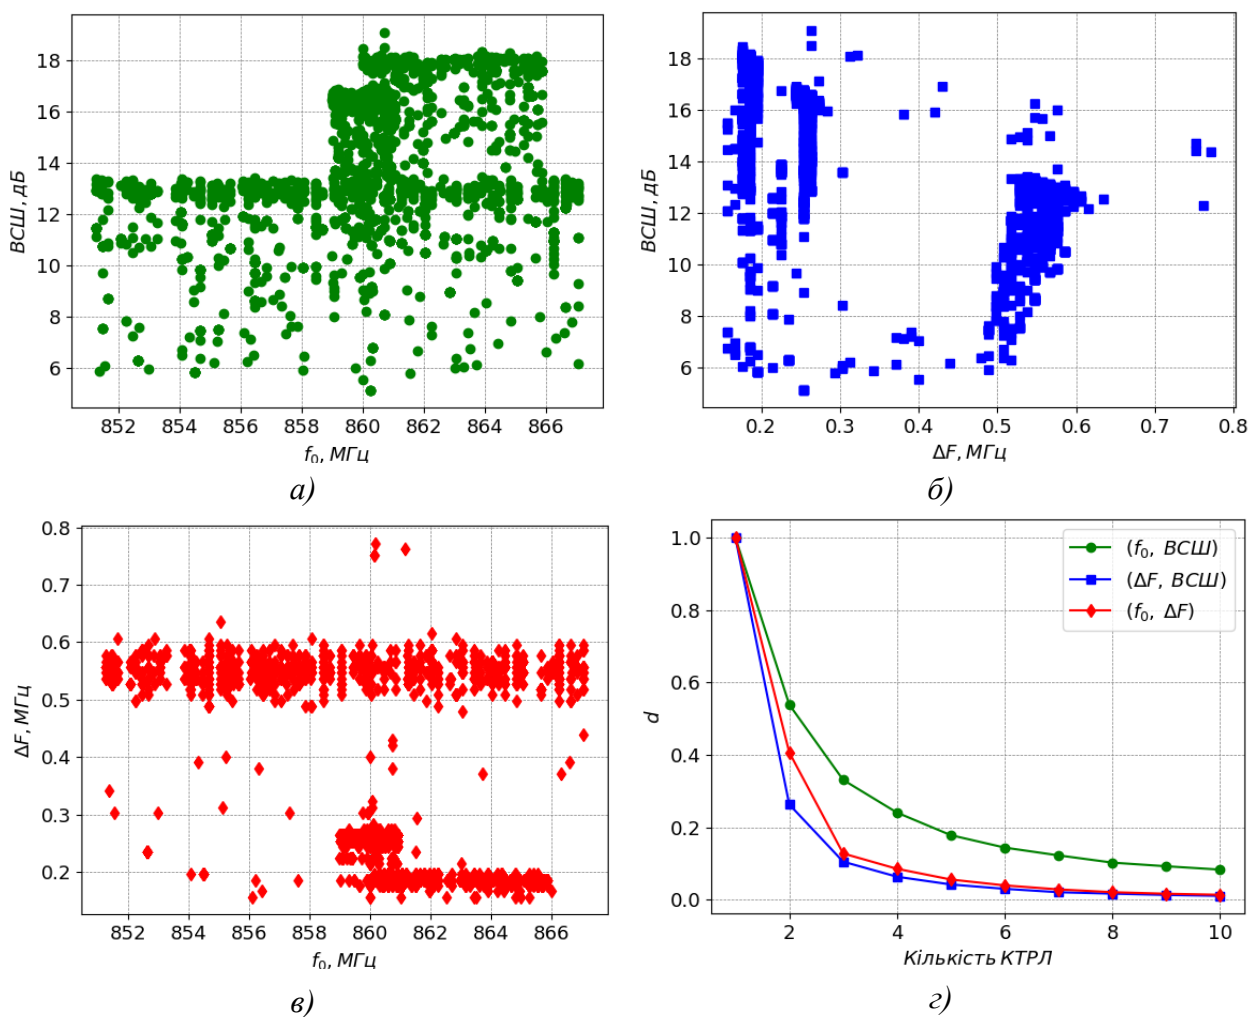 18
16
14
12
10
8
6
ВСШ, дБ
852 854 856 858 860 862 864 866
f₀, МГц
а)
18
16
14
12
10
8
6
ВСШ, дБ
0.2 0.3 0.4 0.5 0.6 0.7 0.8
ΔF, МГц
б)
0.8
0.7
0.6
0.5
0.4
0.3
0.2
ΔF, МГц
852 854 856 858 860 862 864 866
f₀, МГц
в)
1.0
0.8
0.6
0.4
0.2
0.0
d
(f₀, ВСШ)
(ΔF, ВСШ)
(f₀, ΔF)
2 4 6 8 10
Кількість КТРЛ
г)